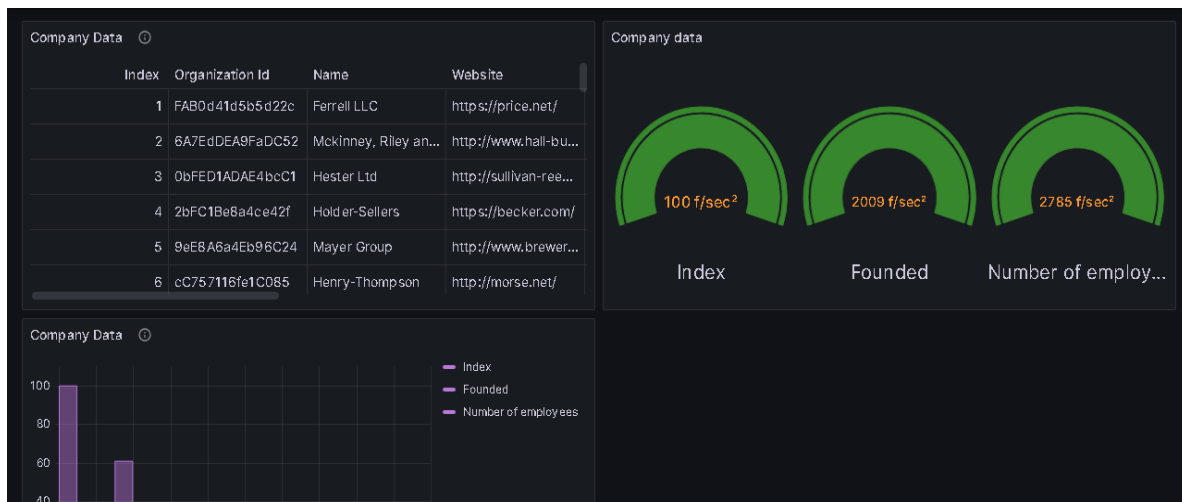 Company Data
Index Organization Id Name Website
1 FAB0d41d5b5d22c Ferrell LLC https://price.net/
2 6A7EdDEA9FaDC52 Mckinney, Riley an... http://www.hall-bu...
3 0bFED1ADAE4bcC1 Hester Ltd http://sullivan-ree...
4 2bFC1Be8a4ce42f Holder-Sellers https://becker.com/
5 9eE8A6a4Eb96C24 Mayer Group http://www.brewer...
6 cC757116fe1C085 Henry-Thompson http://morse.net/
Company data
100 f/sec² 2009 f/sec² 2785 f/sec²
Index Founded Number of employ...
Company Data
100
80
60
40
Index
Founded
Number of employees